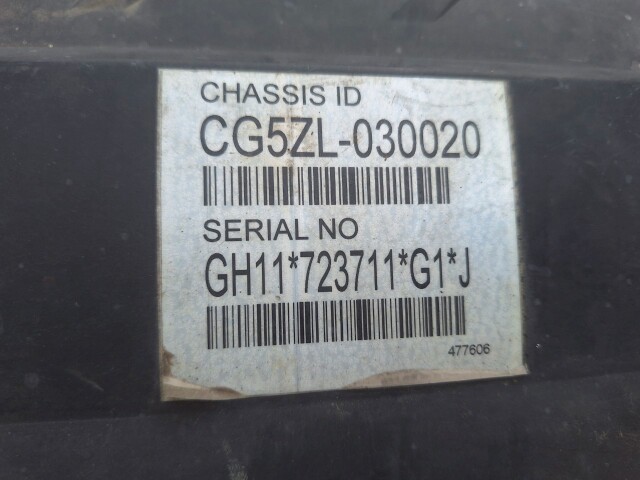 CHASSIS ID
CG5ZL-030020
SERIAL NO
GH11*723711*G1*J
477606